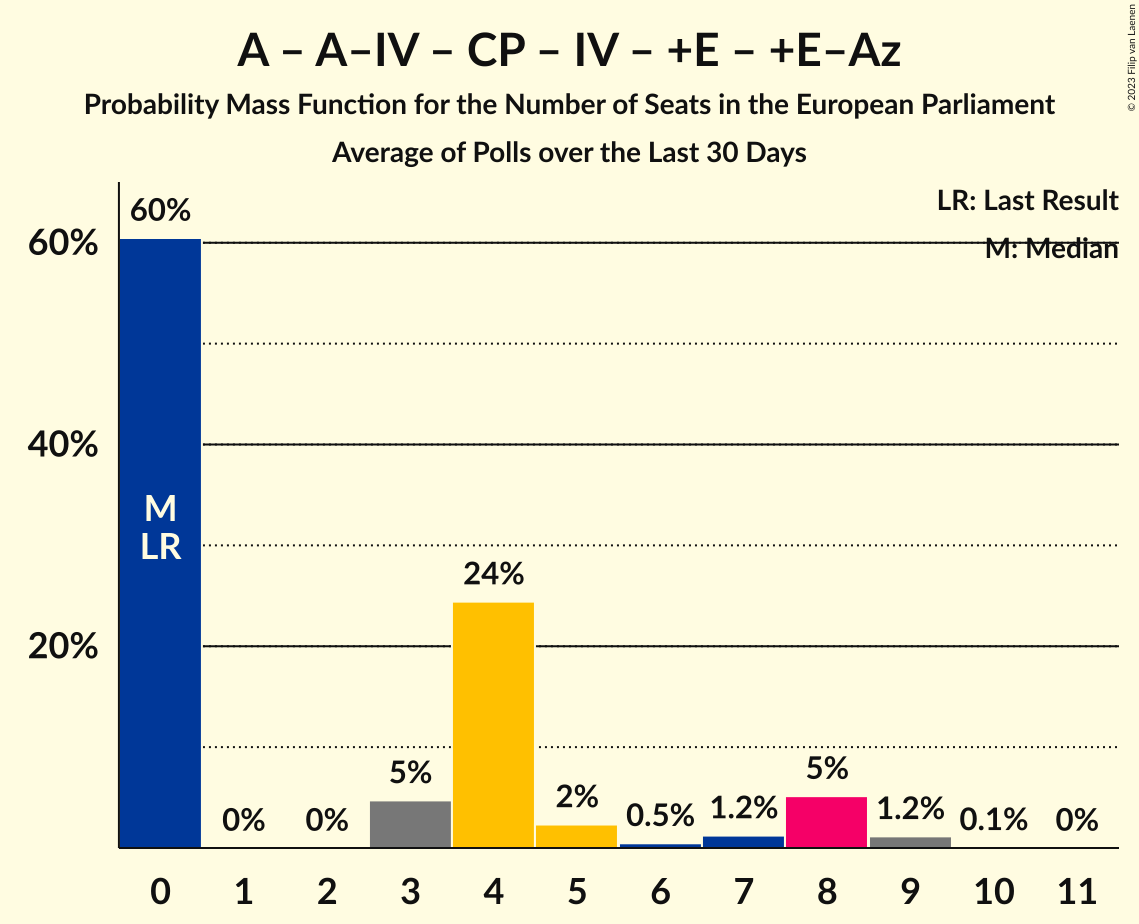 A – A–IV – CP – IV – +E – +E–Az
Probability Mass Function for the Number of Seats in the European Parliament
Average of Polls over the Last 30 Days
© 2023 Filip van Laenen
LR: Last Result
M: Median
60%
40%
20%
60%
0%
0%
5%
24%
2%
0.5%
1.2%
5%
1.2%
0.1%
0%
M
LR
0 1 2 3 4 5 6 7 8 9 10 11